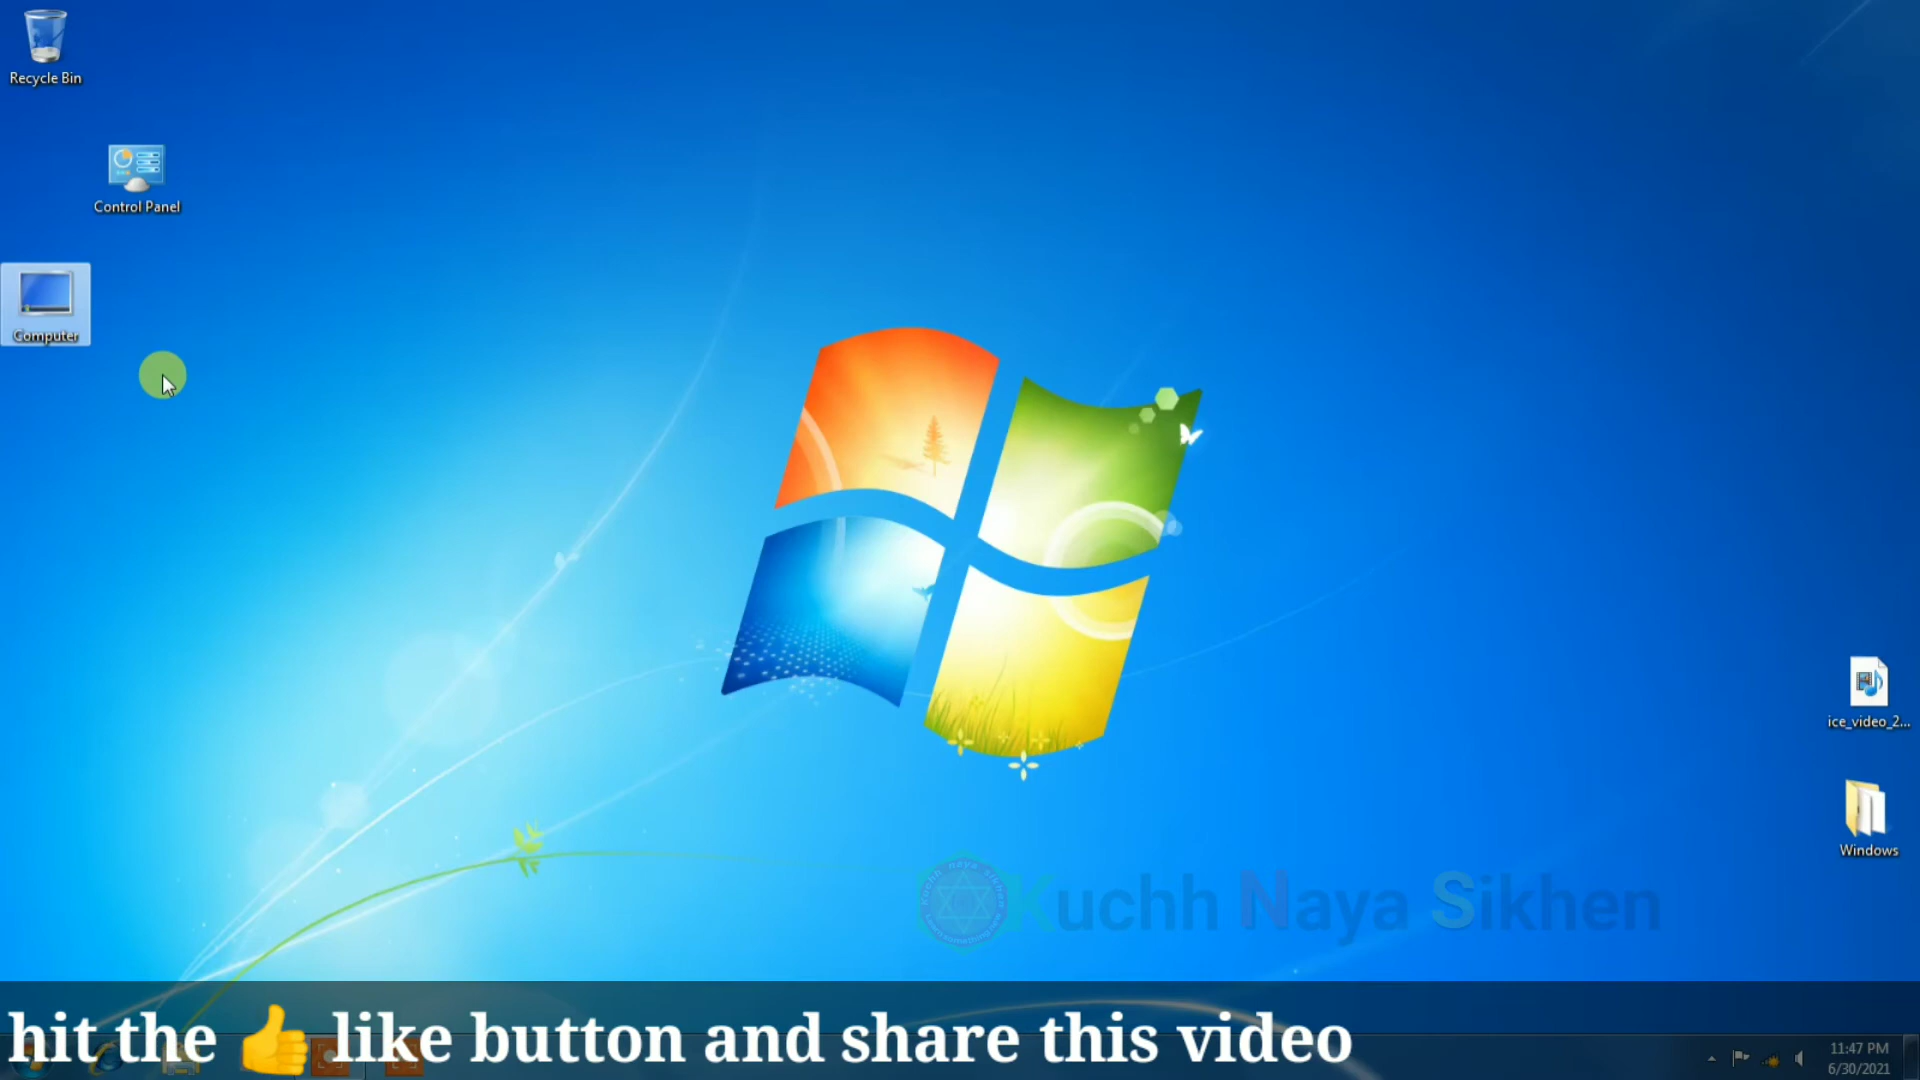 Recycle Bin
Control Panel
Computer
ice_video_2...
Windows
Kuchh Naya Sikhen
hit the 👍 like button and share this video
11:47 PM
6/30/2021